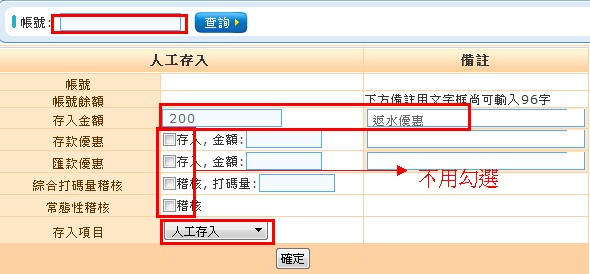 帳號: 查詢
人工存入 備註
帳號
帳號餘額 下方備註用文字框尚可輸入96字
存入金額 200 返水優惠
存款優惠 存入, 金額:
匯款優惠 存入, 金額:
綜合打碼量稽核 稽核, 打碼量: 不用勾選
常態性稽核 稽核
存入項目 人工存入
確定